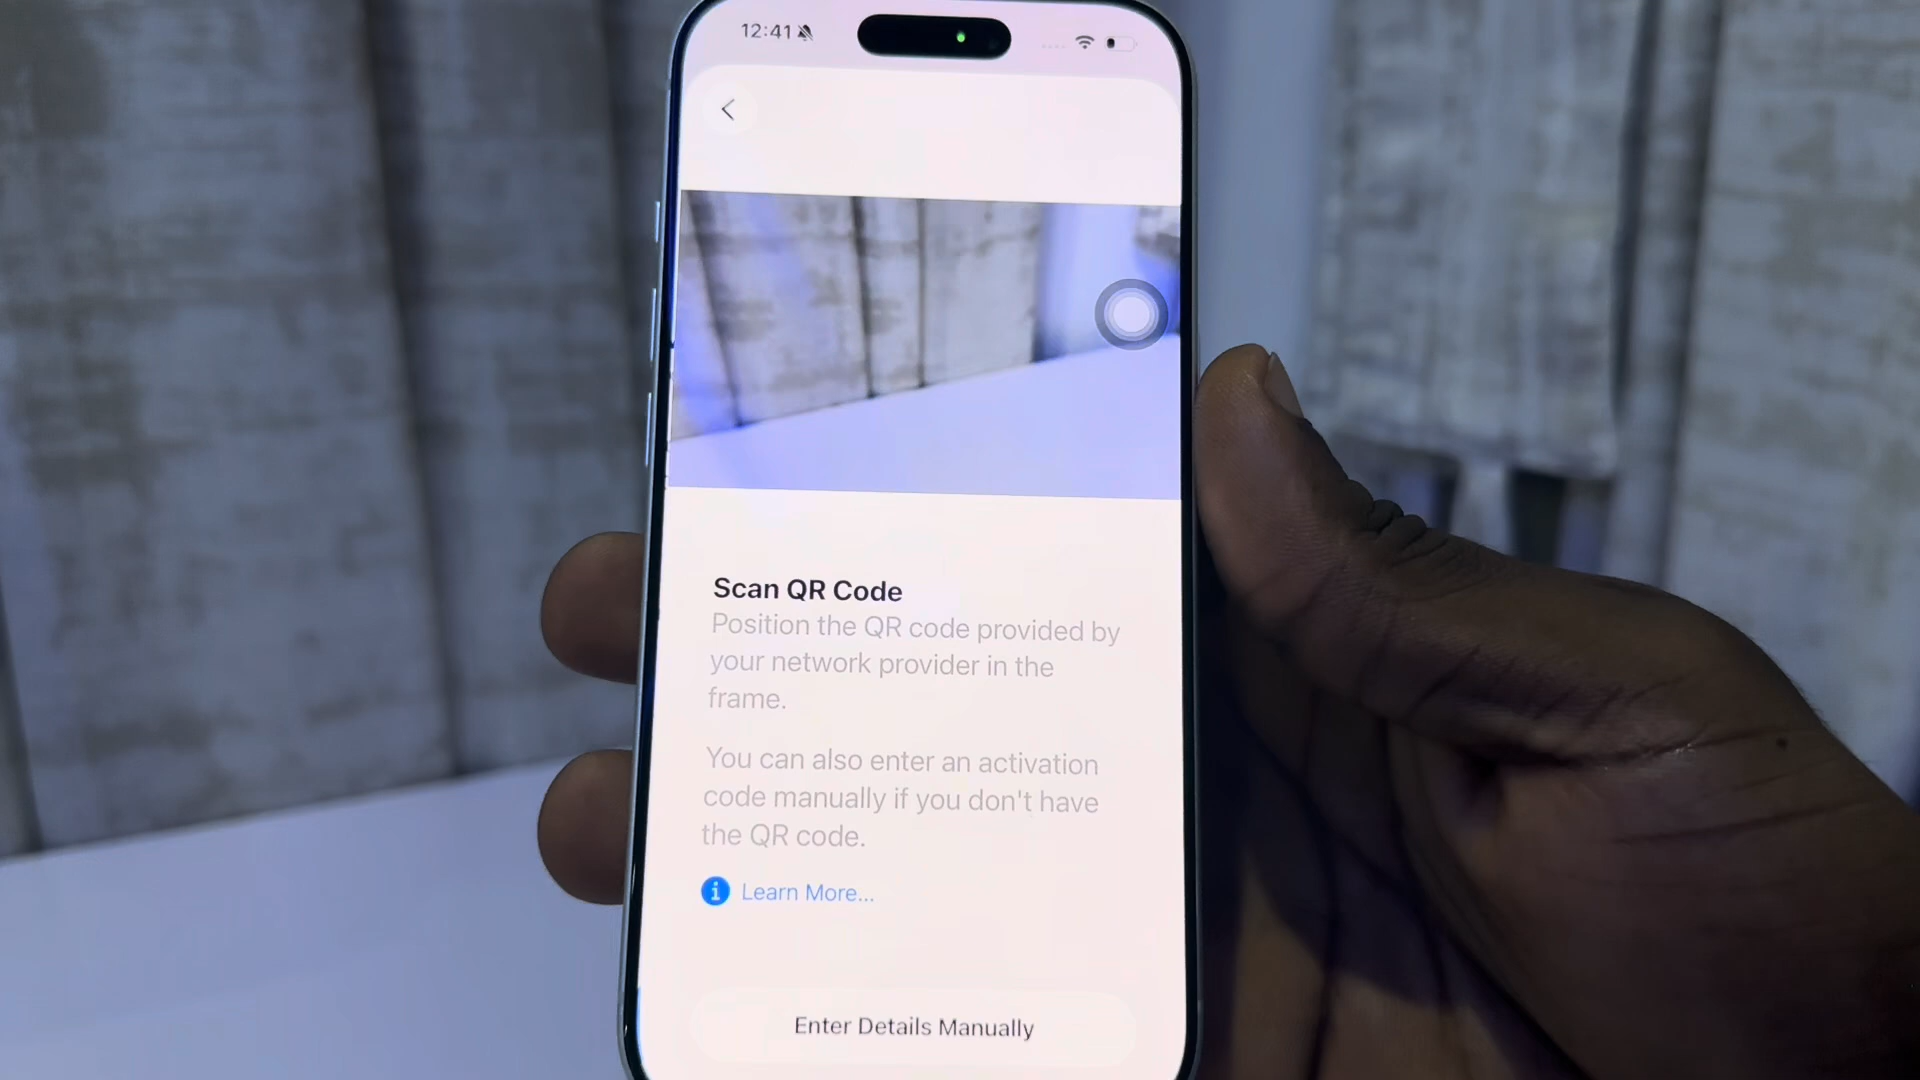 12:41
Scan QR Code
Position the QR code provided by
your network provider in the
frame.
You can also enter an activation
code manually if you don't have
the QR code.
Learn More...
Enter Details Manually